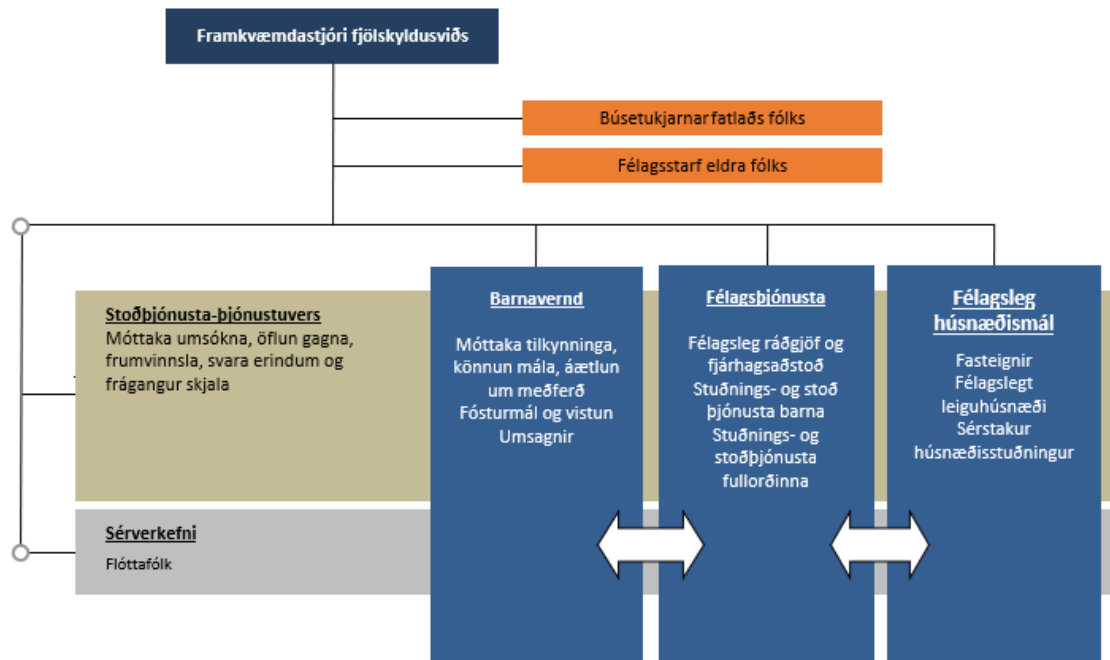 Framkvæmdastjóri fjölskyldusviðs
Búsetukjarnar fatlaðs fólks
Félagsstarf eldra fólks
Stoðþjónusta-þjónustuvers
Móttaka umsókna, öflun gagna,
frumvinnsla, svara erindum og
frágangur skjala
Barnavernd
Móttaka tilkynninga,
könnun mála, áætlun
um meðferð
Fósturmál og vistun
Umsagnir
Félagsþjónusta
Félagsleg ráðgjöf og
fjárhagsaðstoð
Stuðnings- og stoð
þjónusta barna
Stuðnings- og
stoðþjónusta
fullorðinna
Félagsleg
húsnæðismál
Fasteignir
Félagslegt
leiguhúsnæði
Sérstakur
húsnæðisstuðningur
Sérverkefni
Flóttafólk